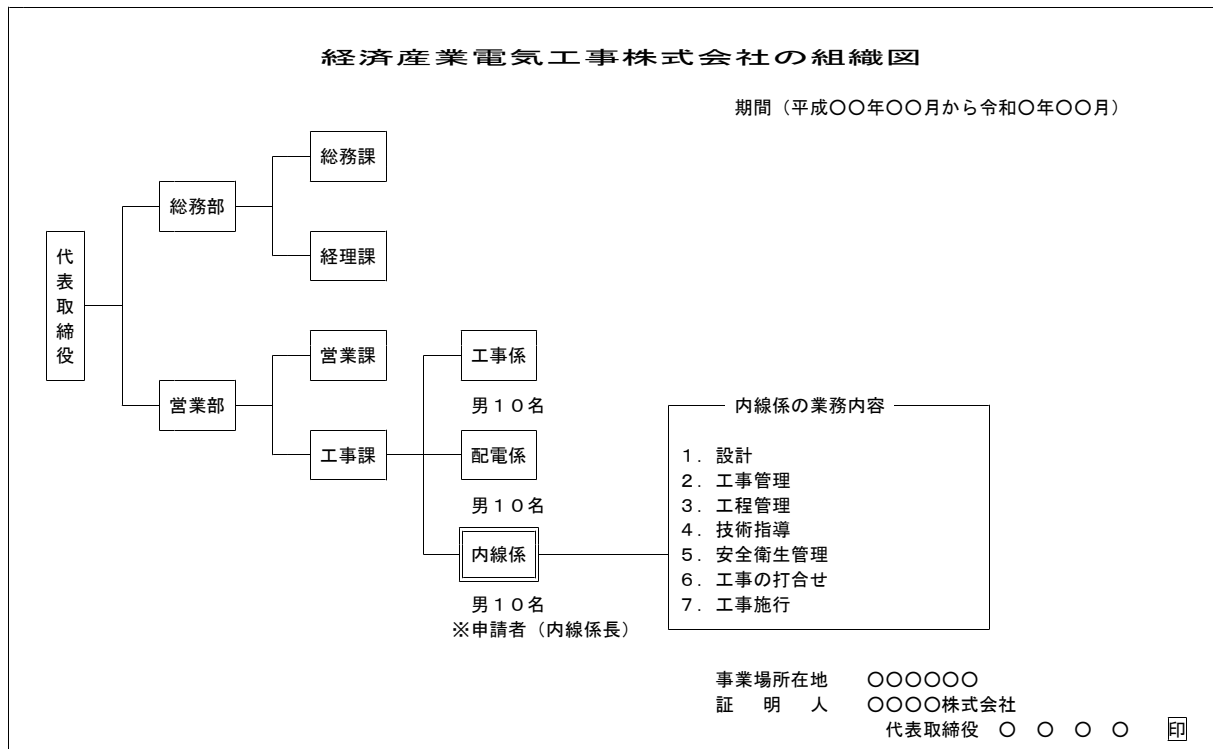 経済産業電気工事株式会社の組織図
期間（平成〇〇年〇〇月から令和〇年〇〇月）
代表取締役
総務部
総務課
経理課
営業部
営業課
工事課
工事係
男１０名
配電係
男１０名
内線係
男１０名
※申請者（内線係長）
内線係の業務内容
１．設計
２．工事管理
３．工程管理
４．技術指導
５．安全衛生管理
６．工事の打合せ
７．工事施行
事業場所在地　〇〇〇〇〇〇
証　明　人　〇〇〇〇株式会社
代表取締役　〇　〇　〇　〇　印